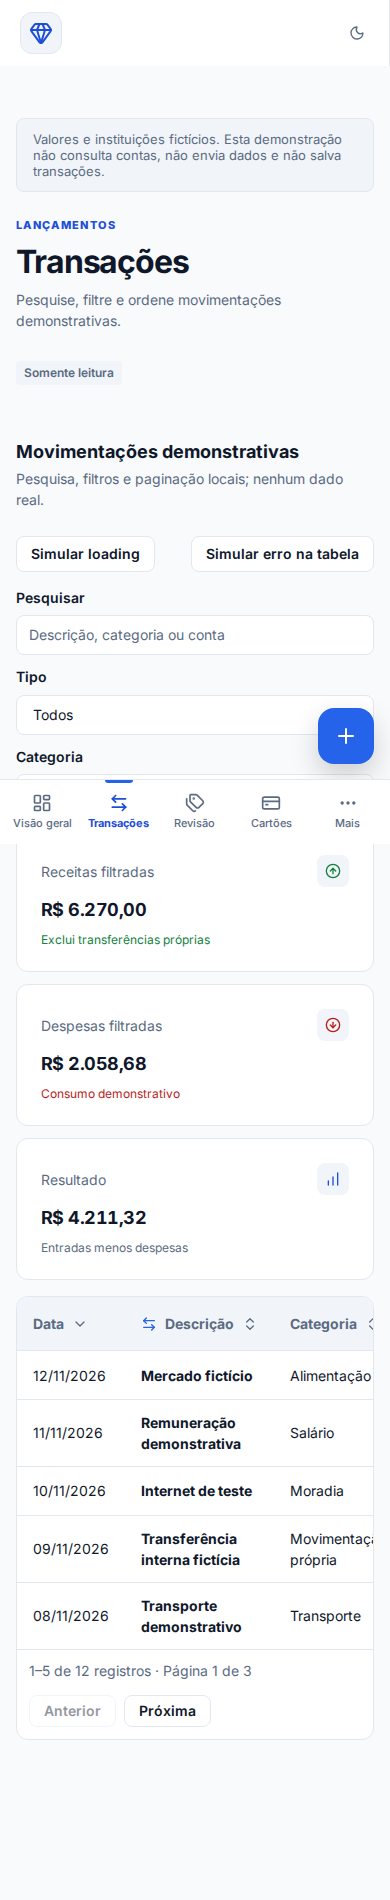 Valores e instituições fictícios. Esta demonstração
não consulta contas, não envia dados e não salva
transações.
LANÇAMENTOS
Transações
Pesquise, filtre e ordene movimentações
demonstrativas.
Somente leitura
Movimentações demonstrativas
Pesquisa, filtros e paginação locais; nenhum dado
real.
Simular loading Simular erro na tabela
Pesquisar
Descrição, categoria ou conta
Tipo
Todos
Categoria
Visão geral Transações Revisão Cartões Mais
Receitas filtradas
R$ 6.270,00
Exclui transferências próprias
Despesas filtradas
R$ 2.058,68
Consumo demonstrativo
Resultado
R$ 4.211,32
Entradas menos despesas
Data Descrição Categoria
12/11/2026 Mercado fictício Alimentação
11/11/2026 Remuneração demonstrativa Salário
10/11/2026 Internet de teste Moradia
09/11/2026 Transferência interna fictícia Movimentaçã própria
08/11/2026 Transporte demonstrativo Transporte
1–5 de 12 registros · Página 1 de 3
Anterior Próxima